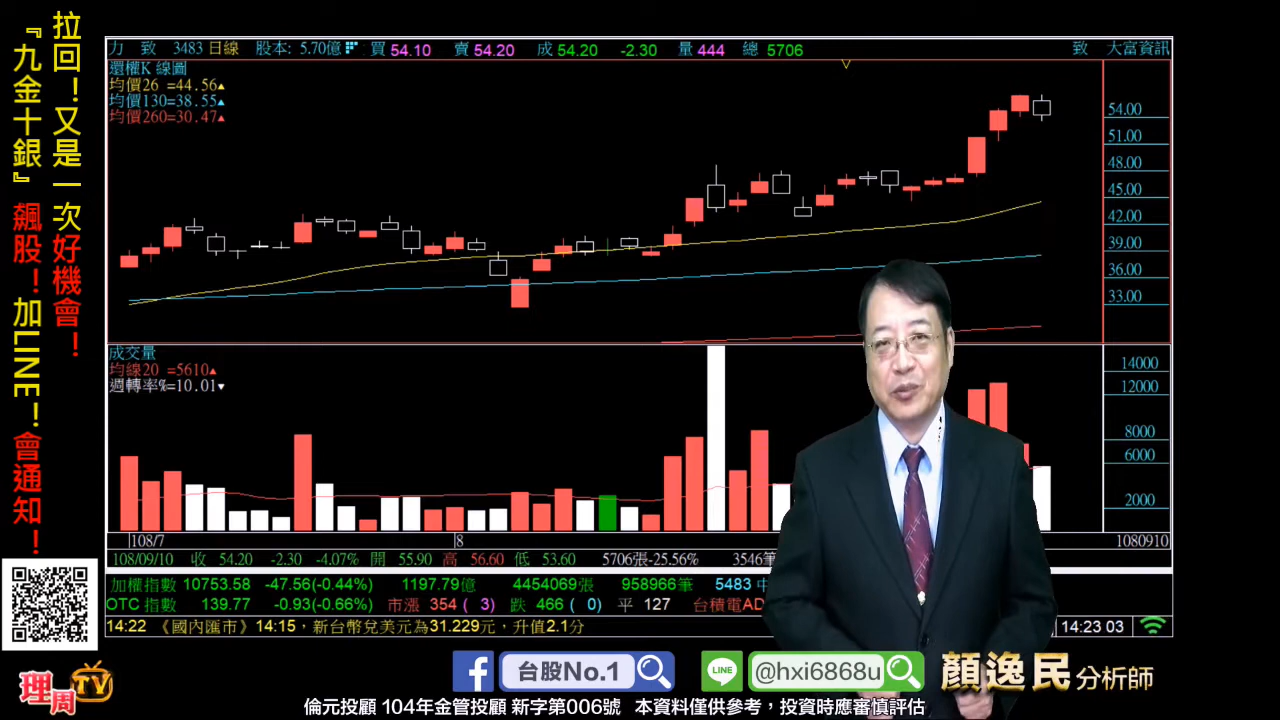 拉回！又是一次好機會！
『九金十銀』飆股！加LINE！會通知！
力 致 3483 日線 股本: 5.70億 買 54.10 賣 54.20 成 54.20 -2.30 量 444 總 5706 致 大富資訊
還權K 線圖
均價26 =44.56
均價130=38.55
均價260=30.47
54.00
51.00
48.00
45.00
42.00
39.00
36.00
33.00
成交量
均線20 =5610
週轉率%=10.01
14000
12000
8000
6000
2000
108/7 8 1080910
108/09/10 收 54.20 -2.30 -4.07% 開 55.90 高 56.60 低 53.60 5706張-25.56% 3546筆
加權指數 10753.58 -47.56(-0.44%) 1197.79億 4454069張 958966筆 5483 中
OTC 指數 139.77 -0.93(-0.66%) 市漲 354 ( 3) 跌 466 ( 0) 平 127 台積電AD
14:22 《國內匯市》14:15，新台幣兌美元為31.229元，升值2.1分 14:23 03
理周TV
台股No.1
LINE
@hxi6868u
顏逸民 分析師
倫元投顧 104年金管投顧 新字第006號 本資料僅供參考，投資時應審慎評估